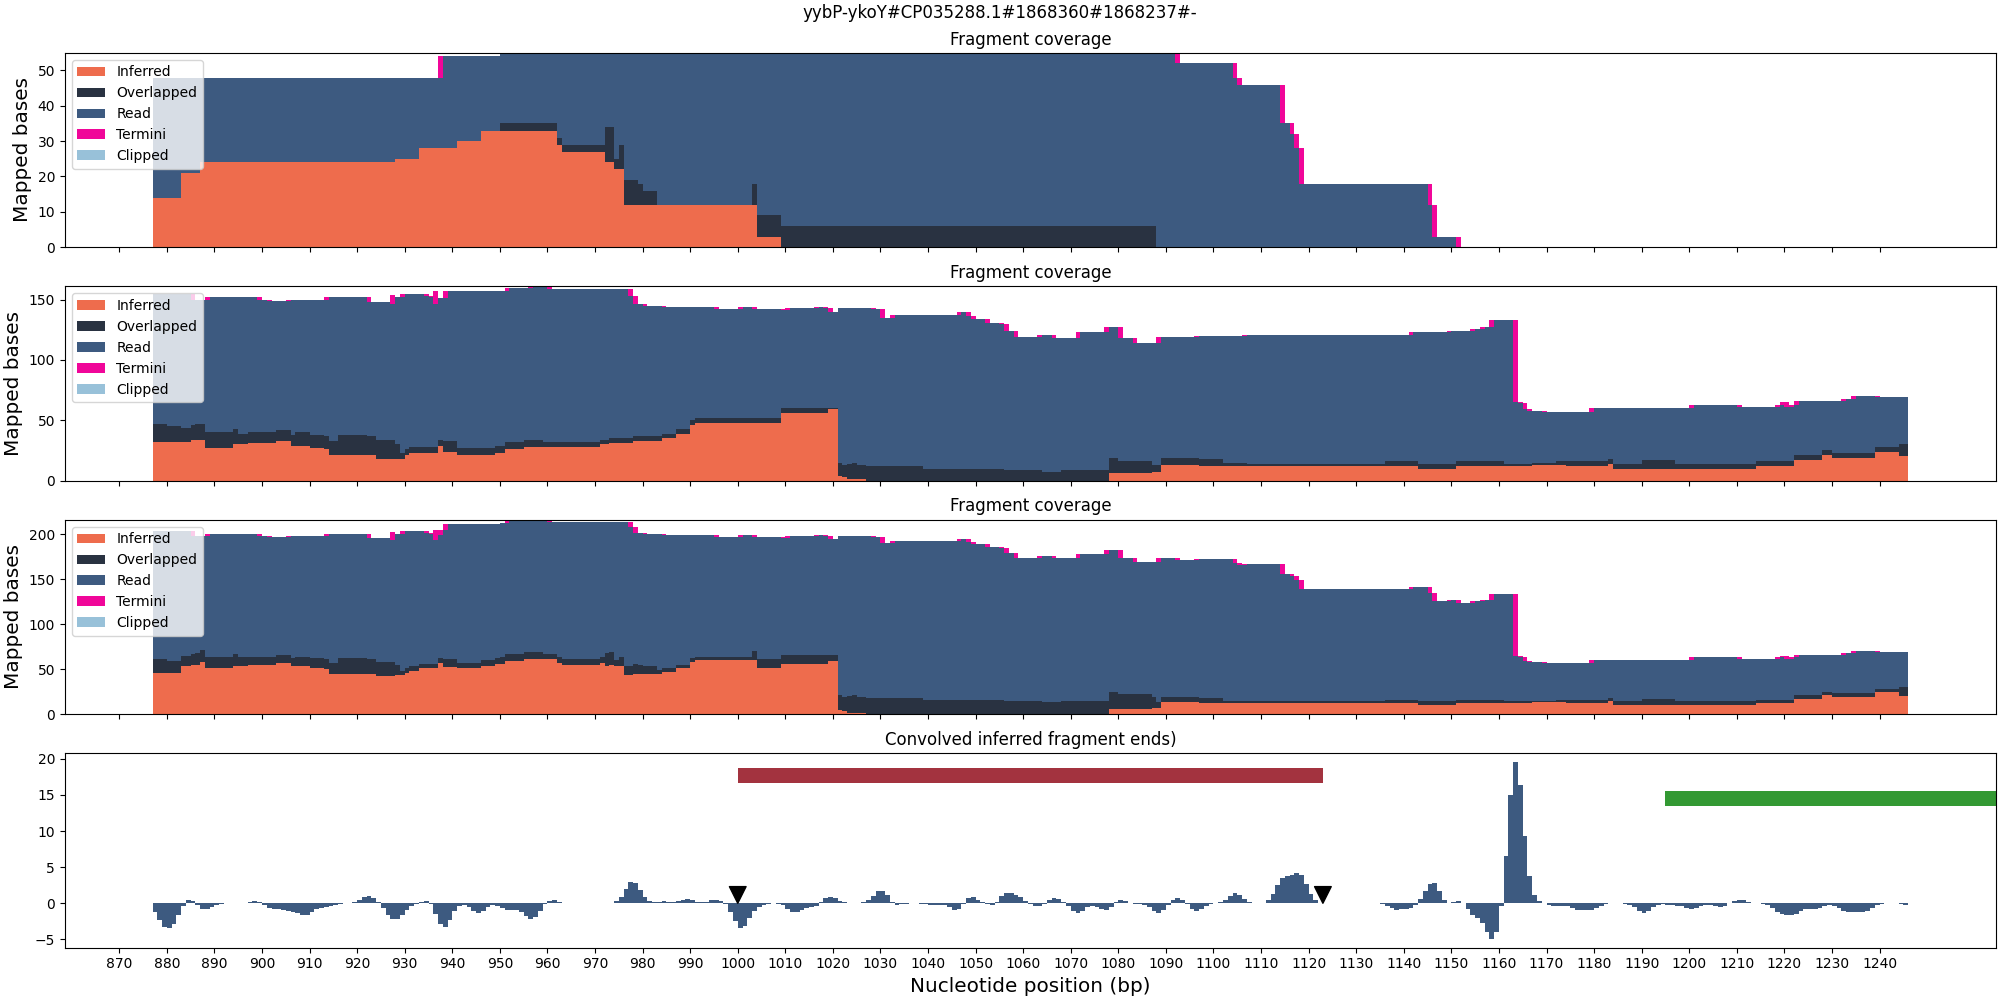 yybP-ykoY#CP035288.1#1868360#1868237#-
Fragment coverage
Mapped bases
50
40
30
20
10
0
Inferred
Overlapped
Read
Termini
Clipped
Fragment coverage
Mapped bases
150
100
50
0
Inferred
Overlapped
Read
Termini
Clipped
Fragment coverage
Mapped bases
200
150
100
50
0
Inferred
Overlapped
Read
Termini
Clipped
Convolved inferred fragment ends)
20
15
10
5
0
−5
870 880 890 900 910 920 930 940 950 960 970 980 990 1000 1010 1020 1030 1040 1050 1060 1070 1080 1090 1100 1110 1120 1130 1140 1150 1160 1170 1180 1190 1200 1210 1220 1230 1240
Nucleotide position (bp)